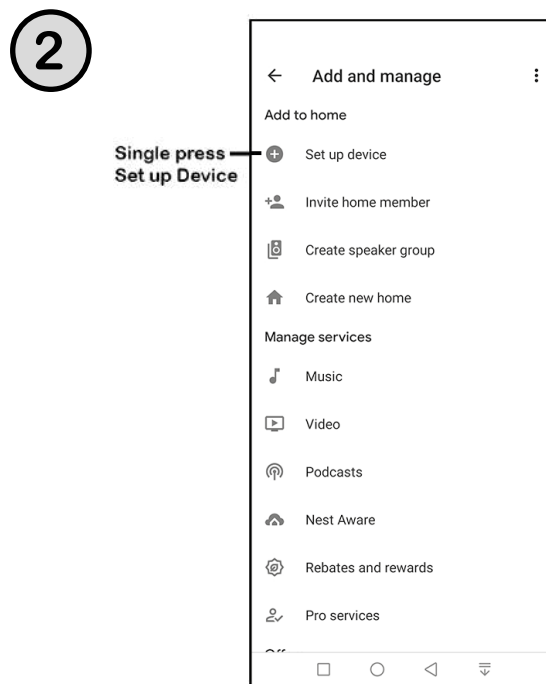 2
Add and manage
Add to home
Single press
Set up Device
Set up device
Invite home member
Create speaker group
Create new home
Manage services
Music
Video
Podcasts
Nest Aware
Rebates and rewards
Pro services